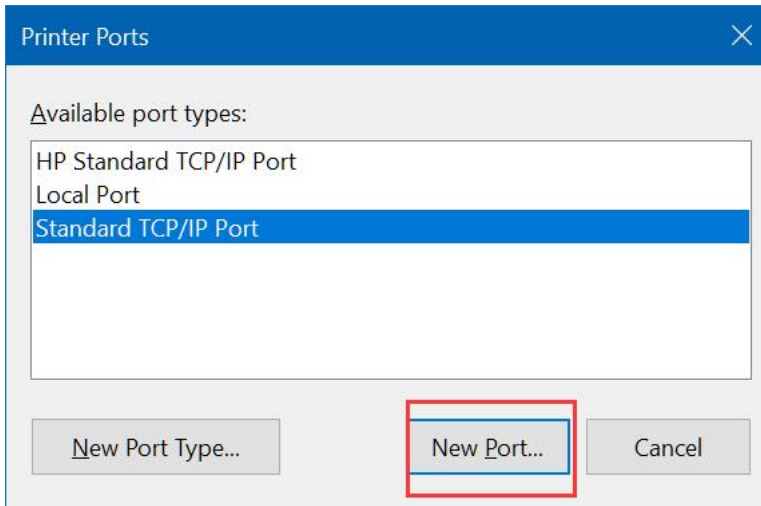 Printer Ports
Available port types:
HP Standard TCP/IP Port
Local Port
Standard TCP/IP Port
New Port Type...
New Port...
Cancel